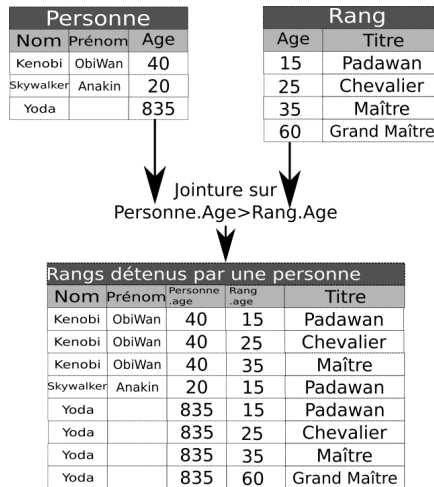 Personne
Nom Prénom Age
Kenobi ObiWan 40
Skywalker Anakin 20
Yoda 835
Rang
Age Titre
15 Padawan
25 Chevalier
35 Maître
60 Grand Maître
Jointure sur
Personne.Age>Rang.Age
Rangs détenus par une personne
Nom Prénom Personne .age Rang .age Titre
Kenobi ObiWan 40 15 Padawan
Kenobi ObiWan 40 25 Chevalier
Kenobi ObiWan 40 35 Maître
Skywalker Anakin 20 15 Padawan
Yoda 835 15 Padawan
Yoda 835 25 Chevalier
Yoda 835 35 Maître
Yoda 835 60 Grand Maître